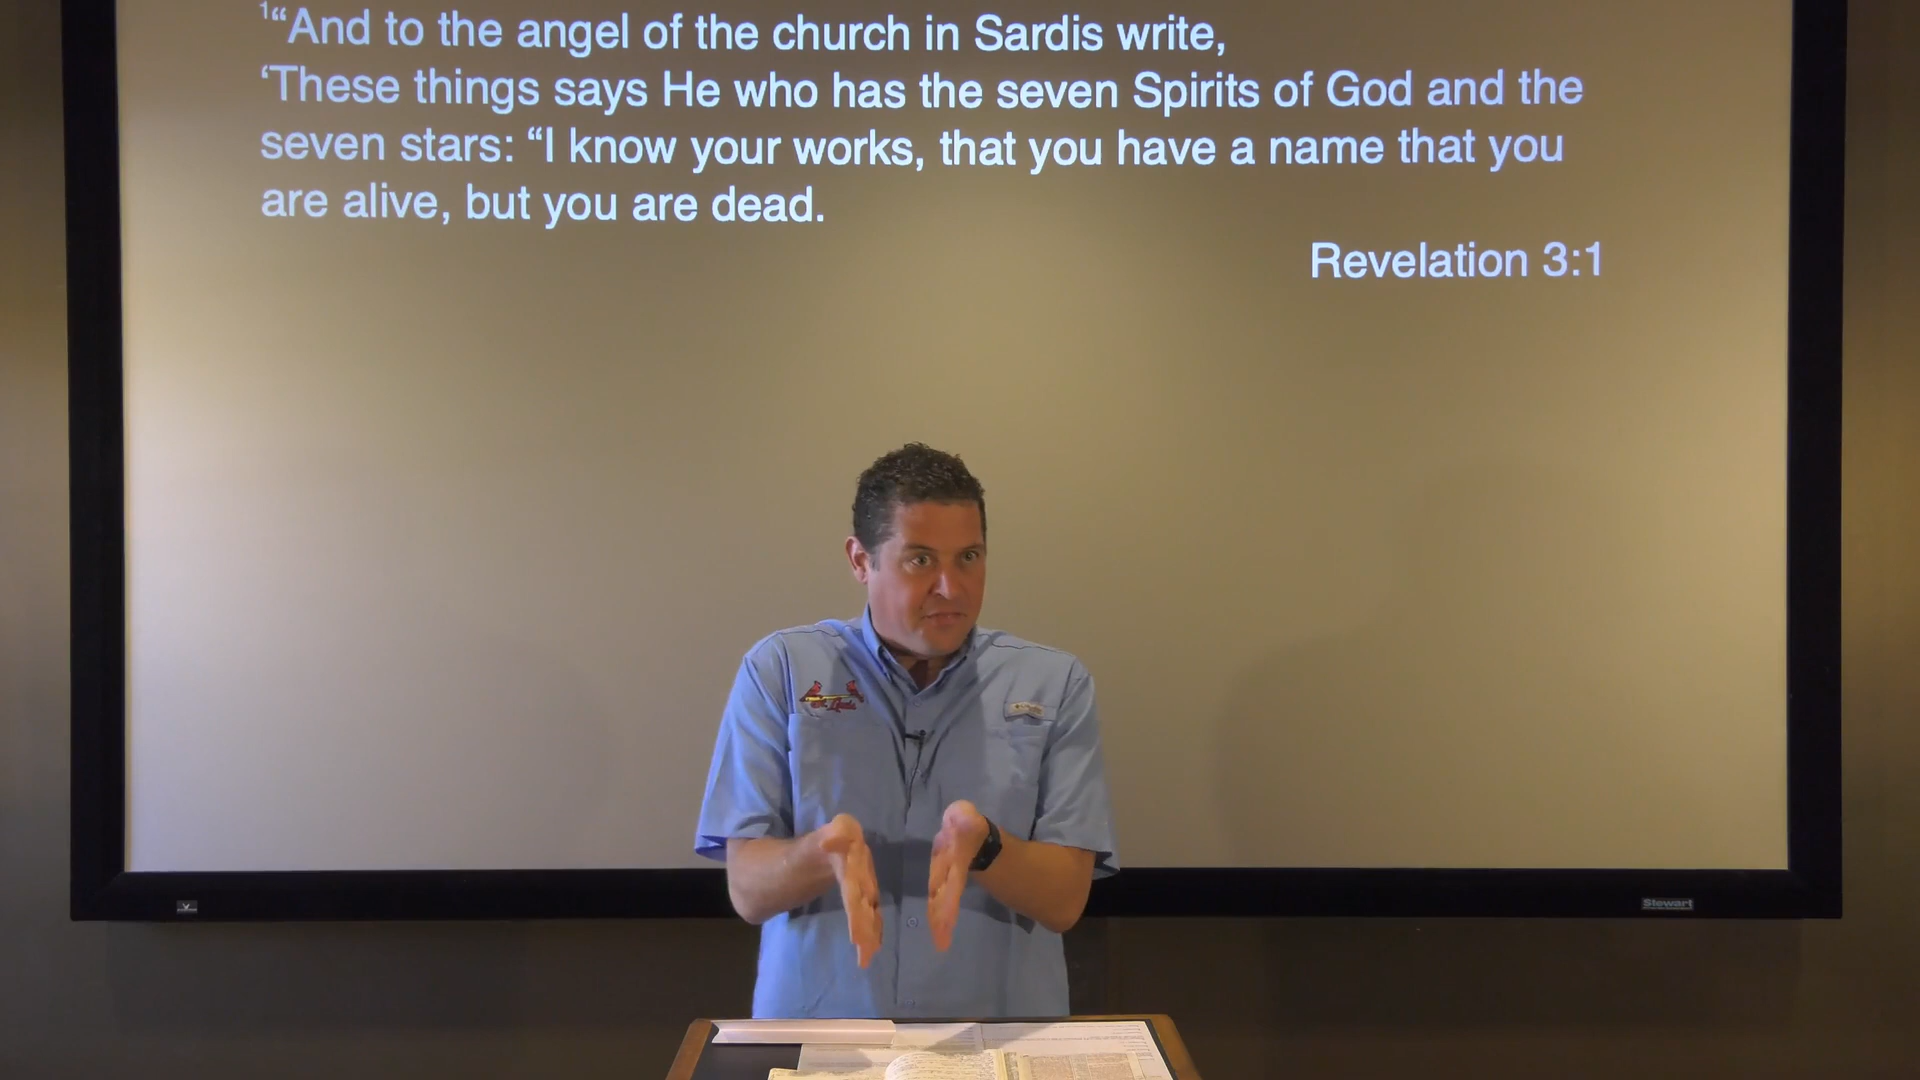 1“And to the angel of the church in Sardis write,
‘These things says He who has the seven Spirits of God and the
seven stars: “I know your works, that you have a name that you
are alive, but you are dead.
Revelation 3:1
St. Louis
Stewart